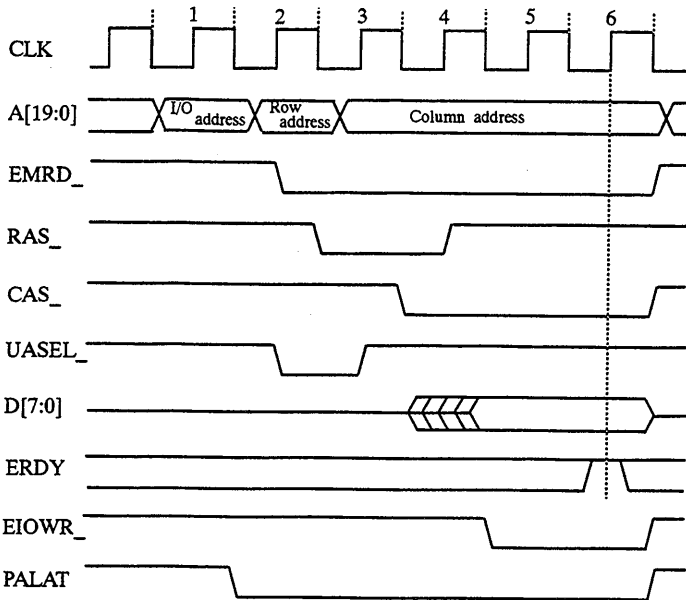 1 2 3 4 5 6
CLK
A[19:0] I/O address Row address Column address
EMRD_
RAS_
CAS_
UASEL_
D[7:0]
ERDY
EIOWR_
PALAT